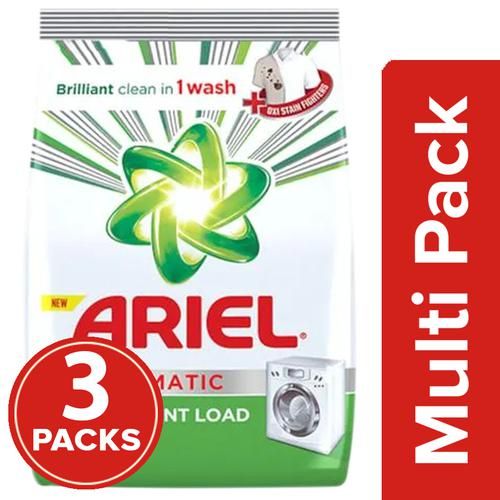 Brilliant clean in 1 wash
+ OXI STAIN FIGHTERS
NEW
ARIEL
MATIC
NT LOAD
3
PACKS
Multi Pack